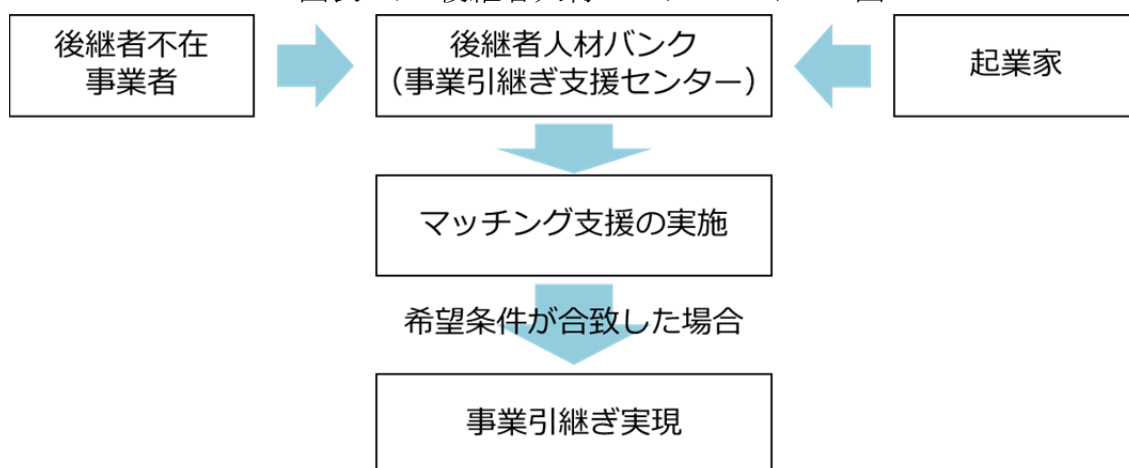 後継者不在
事業者
後継者人材バンク
（事業引継ぎ支援センター）
起業家
マッチング支援の実施
希望条件が合致した場合
事業引継ぎ実現